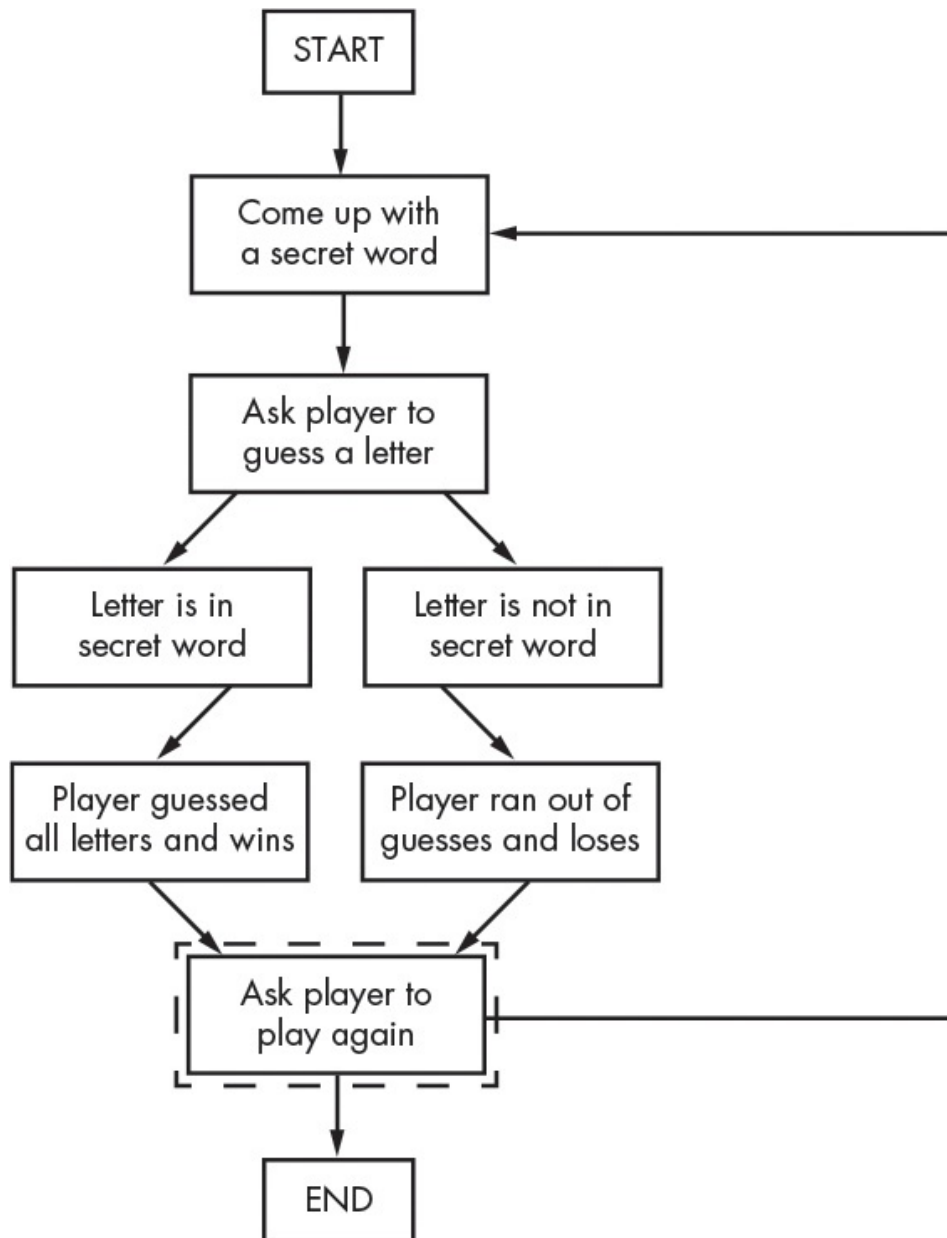 START
Come up with
a secret word
Ask player to
guess a letter
Letter is in
secret word
Letter is not in
secret word
Player guessed
all letters and wins
Player ran out of
guesses and loses
Ask player to
play again
END